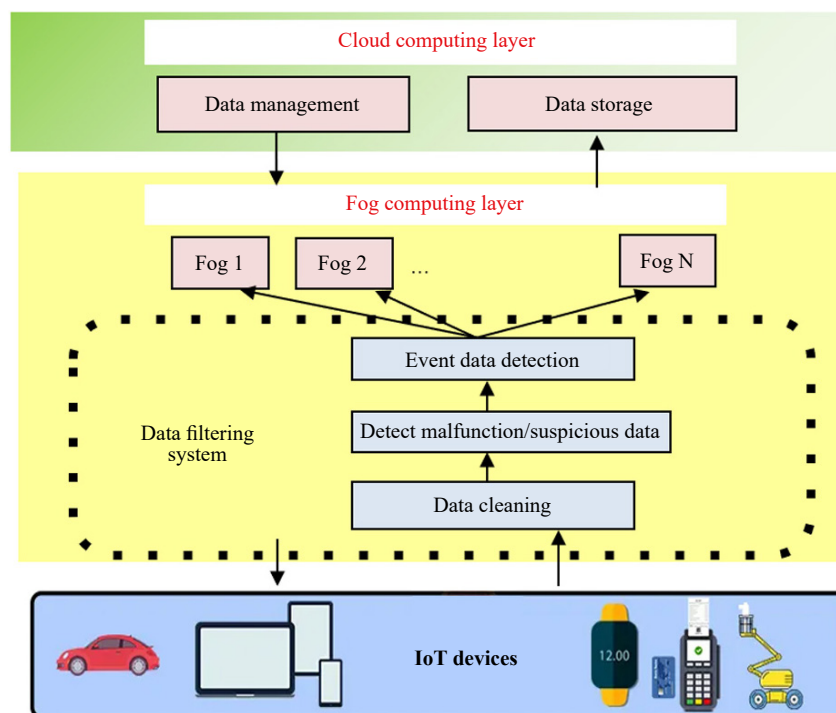 Cloud computing layer
Data management
Data storage
Fog computing layer
Fog 1
Fog 2
...
Fog N
Event data detection
Detect malfunction/suspicious data
Data filtering
system
Data cleaning
IoT devices
12.00